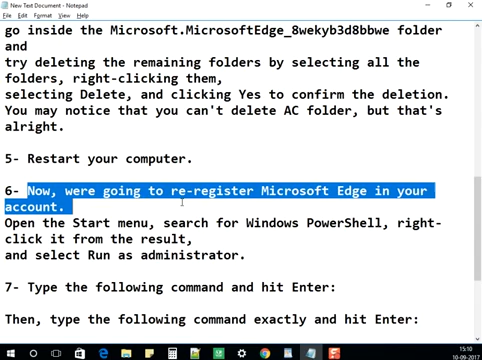 New Text Document - Notepad
File Edit Format View Help
go inside the Microsoft.MicrosoftEdge_8wekyb3d8bbwe folder
and
try deleting the remaining folders by selecting all the
folders, right-clicking them,
selecting Delete, and clicking Yes to confirm the deletion.
You may notice that you can't delete AC folder, but that's
alright.
5- Restart your computer.
6- Now, were going to re-register Microsoft Edge in your
account.
Open the Start menu, search for Windows PowerShell, right-
click it from the result,
and select Run as administrator.
7- Type the following command and hit Enter:
Then, type the following command exactly and hit Enter:
15:10
10-09-2017